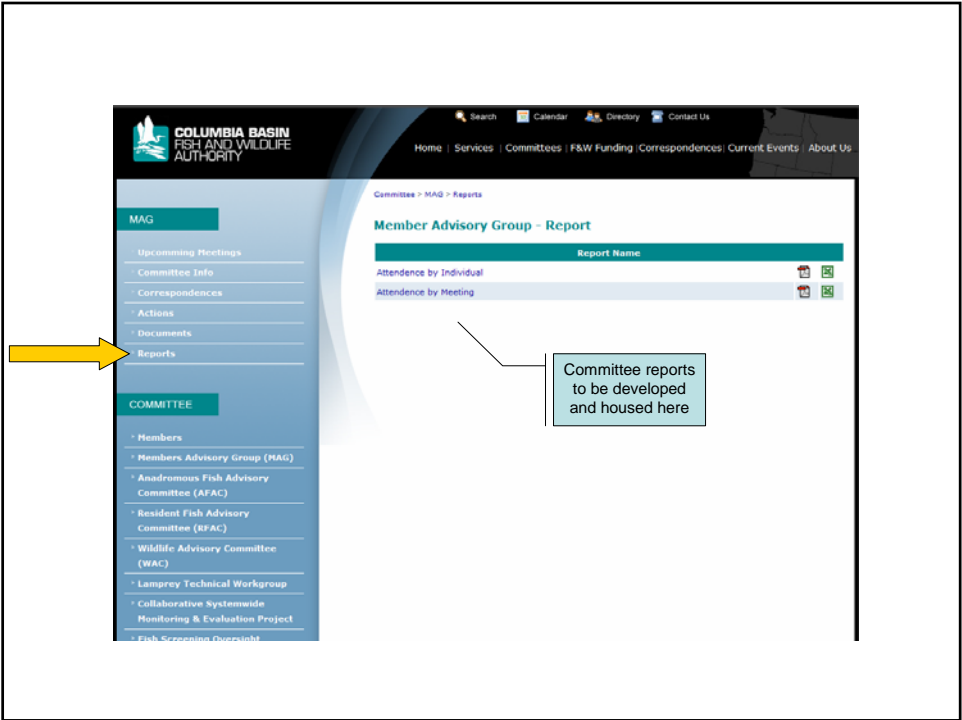 COLUMBIA BASIN
FISH AND WILDLIFE
AUTHORITY
Search Calendar Directory Contact Us
Home | Services | Committees | F&W Funding |Correspondences| Current Events | About Us
Committee > MAG > Reports
MAG
Upcomming Meetings
Committee Info
Correspondences
Actions
Documents
Reports
Member Advisory Group - Report
Report Name
Attendence by Individual
Attendence by Meeting
Committee reports
to be developed
and housed here
COMMITTEE
Members
Members Advisory Group (MAG)
Anadromous Fish Advisory
Committee (AFAC)
Resident Fish Advisory
Committee (RFAC)
Wildlife Advisory Committee
(WAC)
Lamprey Technical Workgroup
Collaborative Systemwide
Monitoring & Evaluation Project
Fish Screening Oversight